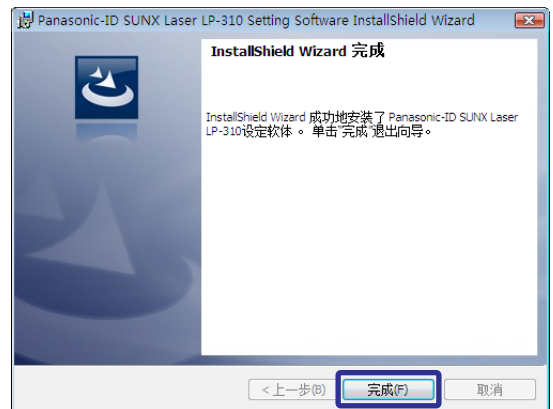 Panasonic-ID SUNX Laser LP-310 Setting Software InstallShield Wizard
InstallShield Wizard 完成
InstallShield Wizard 成功地安装了 Panasonic-ID SUNX Laser
LP-310设定软体。 单击“完成”退出向导。
<上一步(B)
完成(F)
取消